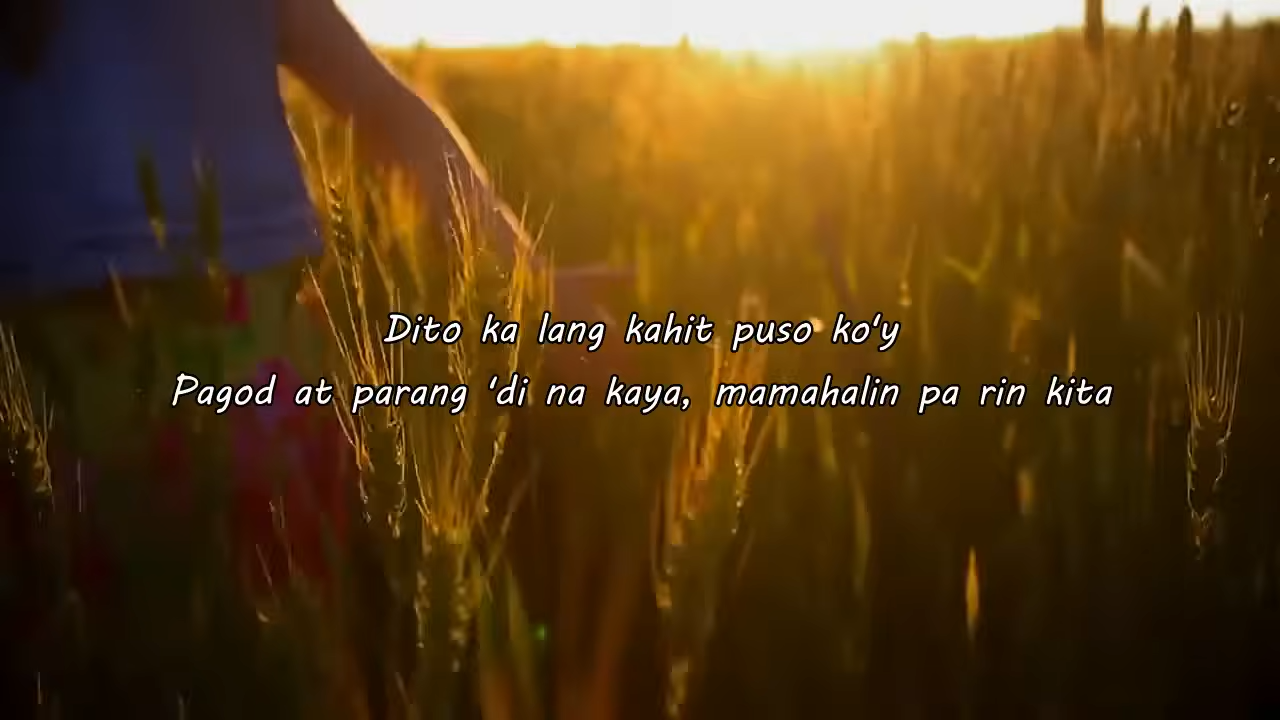 Dito ka lang kahit puso ko'y
Pagod at parang 'di na kaya, mamahalin pa rin kita